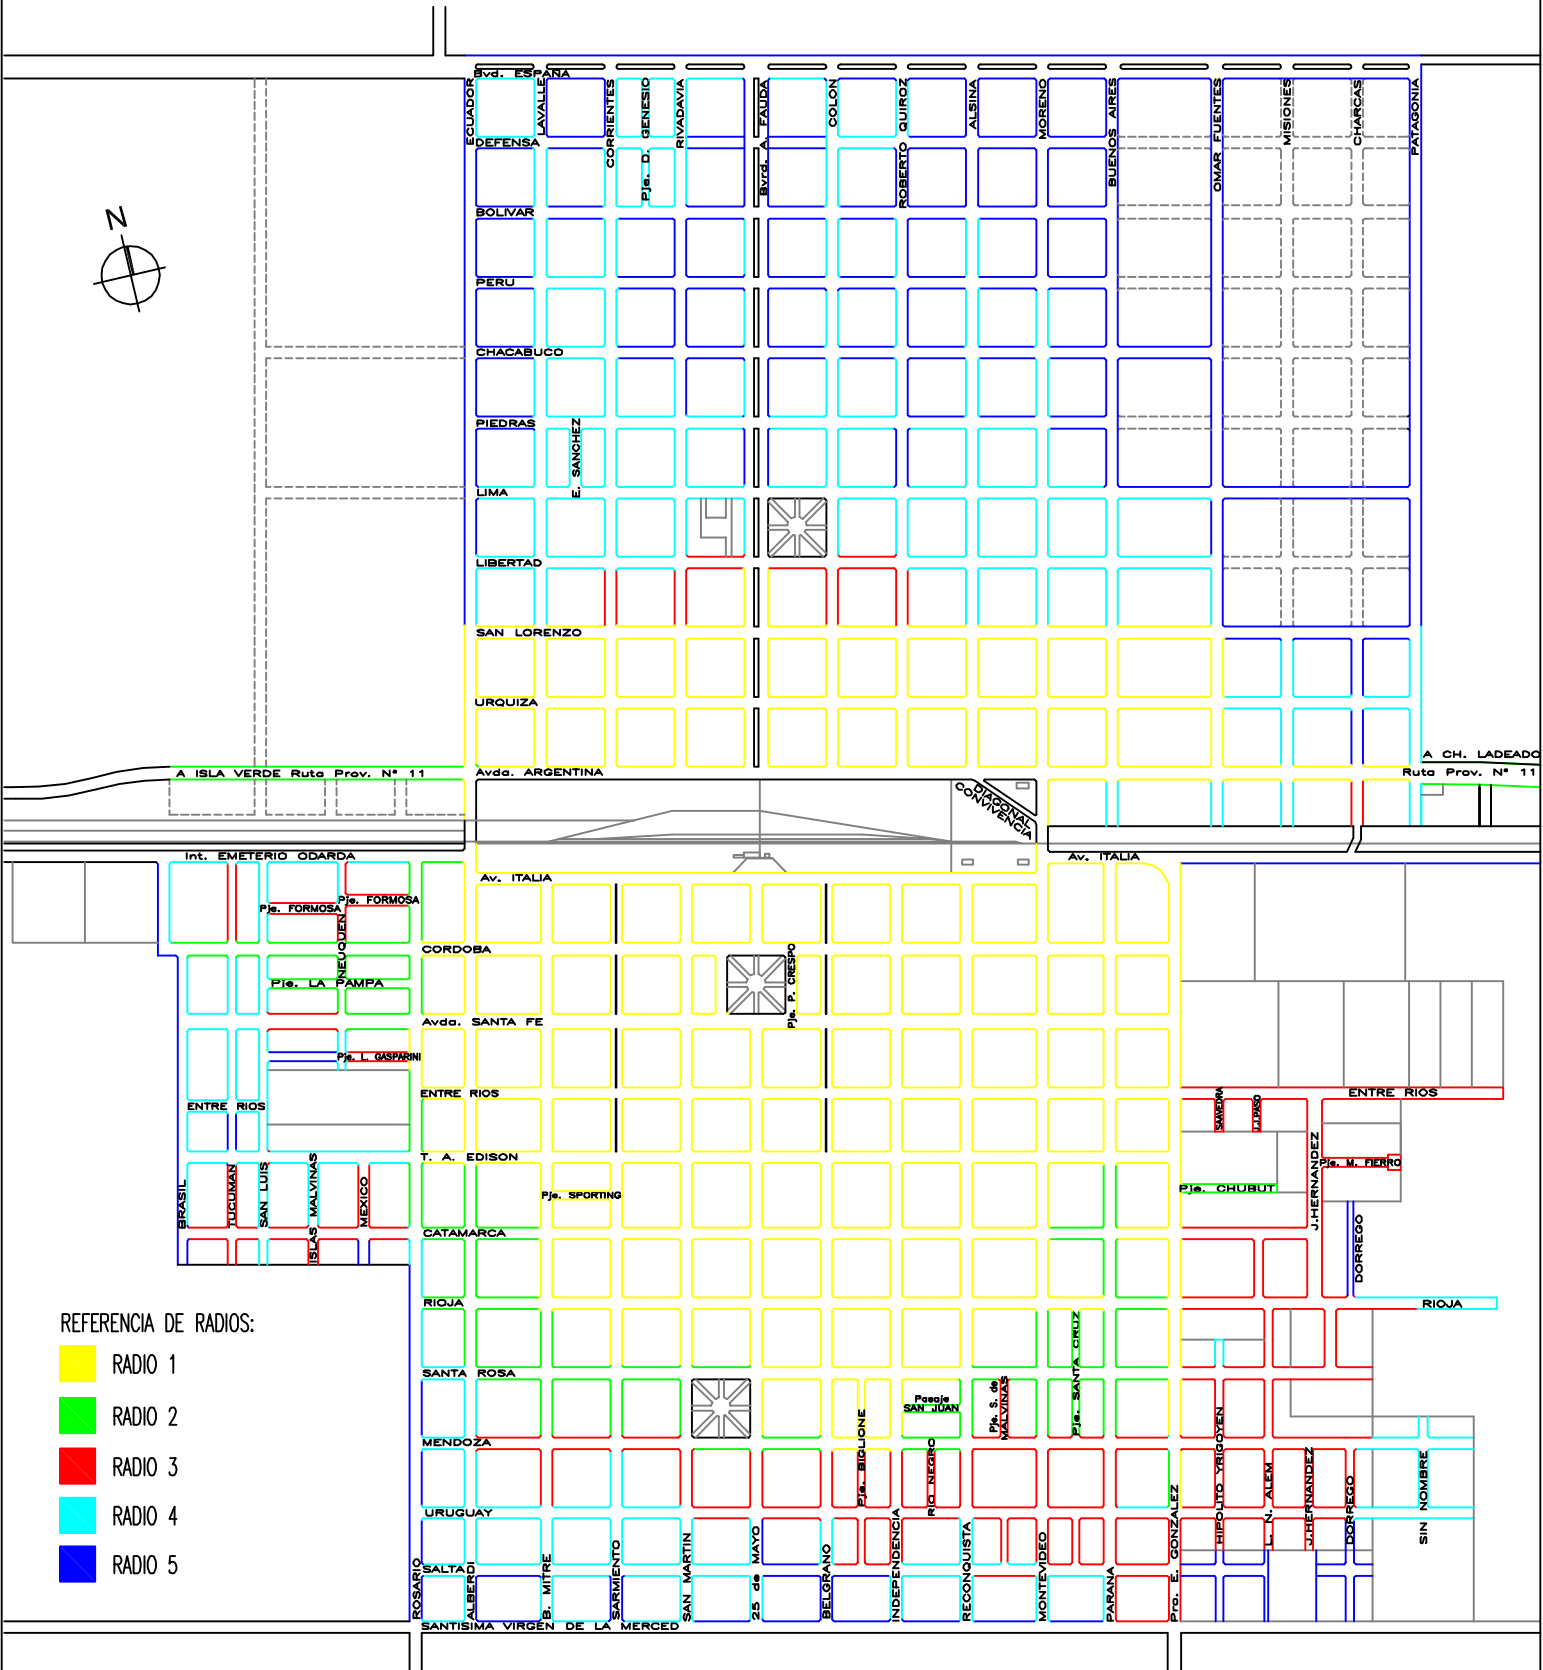 Bvd. ESPAÑA
ECUADOR
LAVALLE
CORRIENTES
Pje. D. GENESIO
RIVADAVIA
Bvrd. A. FAUDA
COLON
ROBERTO QUIROZ
ALSINA
MORENO
BUENOS AIRES
OMAR FUENTES
MISIONES
CHARCAS
PATAGONIA
DEFENSA
N
BOLIVAR
PERU
CHACABUCO
PIEDRAS
E. SANCHEZ
LIMA
LIBERTAD
SAN LORENZO
URQUIZA
A CH. LADEADO
Ruta Prov. N° 11
A ISLA VERDE Ruta Prov. N° 11
Avda. ARGENTINA
DIAGONAL
CONVIVENCIA
Int. EMETERIO ODARDA
Av. ITALIA
Av. ITALIA
Pje. FORMOSA
Pje. FORMOSA
NEUQUEN
CORDOBA
Pje. P. CRESPO
Pje. LA PAMPA
Avda. SANTA FE
Pje. L. GASPARINI
ENTRE RIOS
ENTRE RIOS
ENTRE RIOS
SAAVEDRA
J.J.PASO
J.HERNANDEZ
T. A. EDISON
Pje. M. FIERRO
BRASIL
TUCUMAN
SAN LUIS
ISLAS MALVINAS
MEXICO
Pje. SPORTING
Pje. CHUBUT
CATAMARCA
DORREGO
RIOJA
RIOJA
REFERENCIA DE RADIOS:
RADIO 1
RADIO 2
RADIO 3
RADIO 4
RADIO 5
SANTA ROSA
Pje. SANTA CRUZ
Pje. S. de
MALVINAS
Pasaje
SAN JUAN
Pje. BIGLIONE
RIO NEGRO
MENDOZA
HIPOLITO YRIGOYEN
L. N. ALEM
J.HERNANDEZ
DORREGO
SIN NOMBRE
URUGUAY
SALTA
ROSARIO
ALBERDI
B. MITRE
SARMIENTO
SAN MARTIN
25 de MAYO
BELGRANO
INDEPENDENCIA
RECONQUISTA
MONTEVIDEO
PARANA
Pro. E. GONZALEZ
SANTISIMA VIRGEN DE LA MERCED